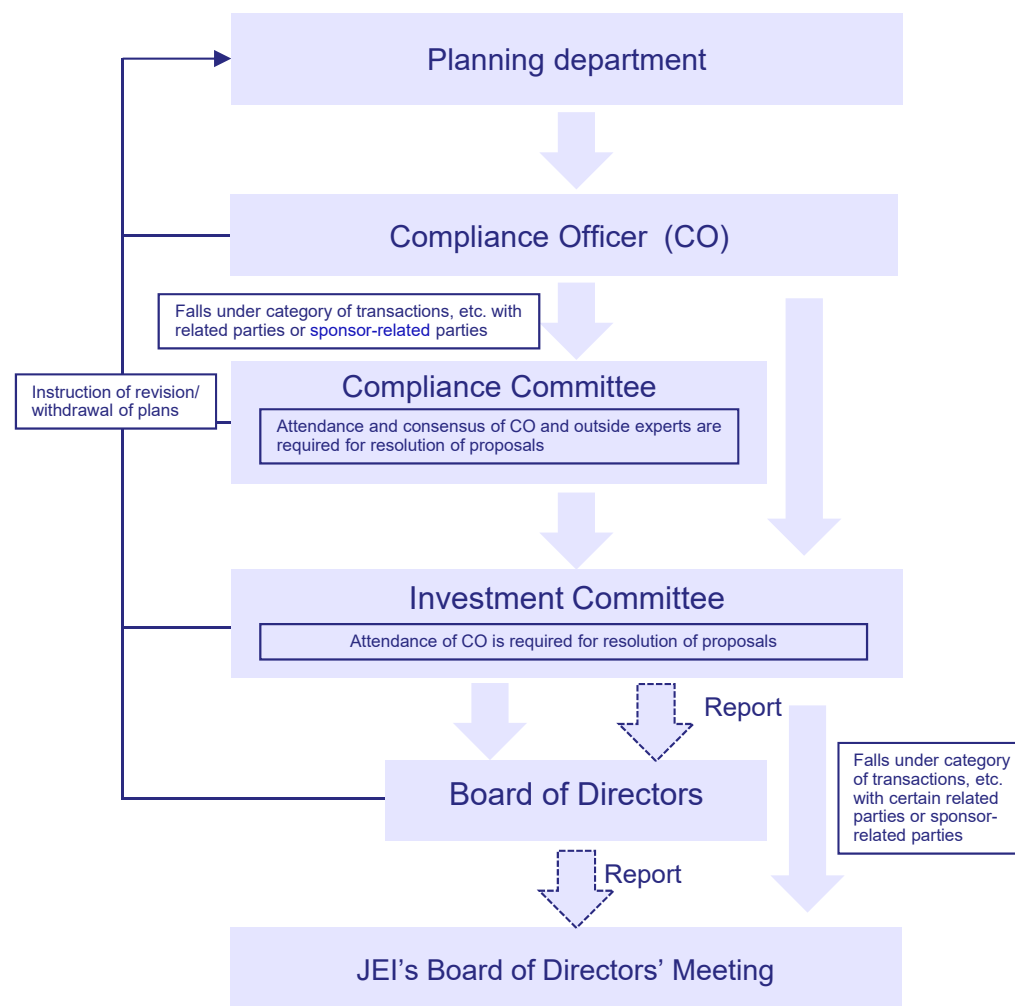 Planning department
Compliance Officer (CO)
Falls under category of transactions, etc. with
related parties or sponsor-related parties
Compliance Committee
Instruction of revision/
withdrawal of plans
Attendance and consensus of CO and outside experts are
required for resolution of proposals
Investment Committee
Attendance of CO is required for resolution of proposals
Report
Falls under category
of transactions, etc.
with certain related
parties or sponsor-
related parties
Board of Directors
Report
JEI’s Board of Directors’ Meeting